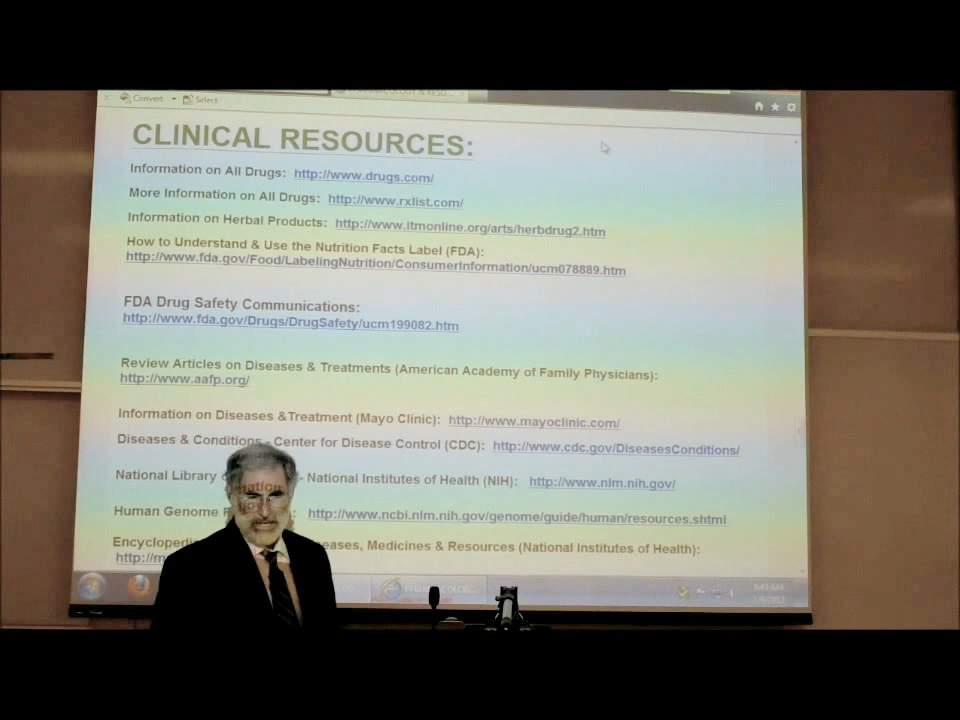 Convert Select
CLINICAL RESOURCES:
Information on All Drugs: http://www.drugs.com/
More Information on All Drugs: http://www.rxlist.com/
Information on Herbal Products: http://www.itmonline.org/arts/herbdrug2.htm
How to Understand & Use the Nutrition Facts Label (FDA):
http://www.fda.gov/Food/LabelingNutrition/ConsumerInformation/ucm078889.htm
FDA Drug Safety Communications:
http://www.fda.gov/Drugs/DrugSafety/ucm199082.htm
Review Articles on Diseases & Treatments (American Academy of Family Physicians):
http://www.aafp.org/
Information on Diseases &Treatment (Mayo Clinic): http://www.mayoclinic.com/
Diseases & Conditions - Center for Disease Control (CDC): http://www.cdc.gov/DiseasesConditions/
National Library - National Institutes of Health (NIH): http://www.nlm.nih.gov/
Human Genome http://www.ncbi.nlm.nih.gov/genome/guide/human/resources.shtml
Encyclopedi eases, Medicines & Resources (National Institutes of Health):
http://